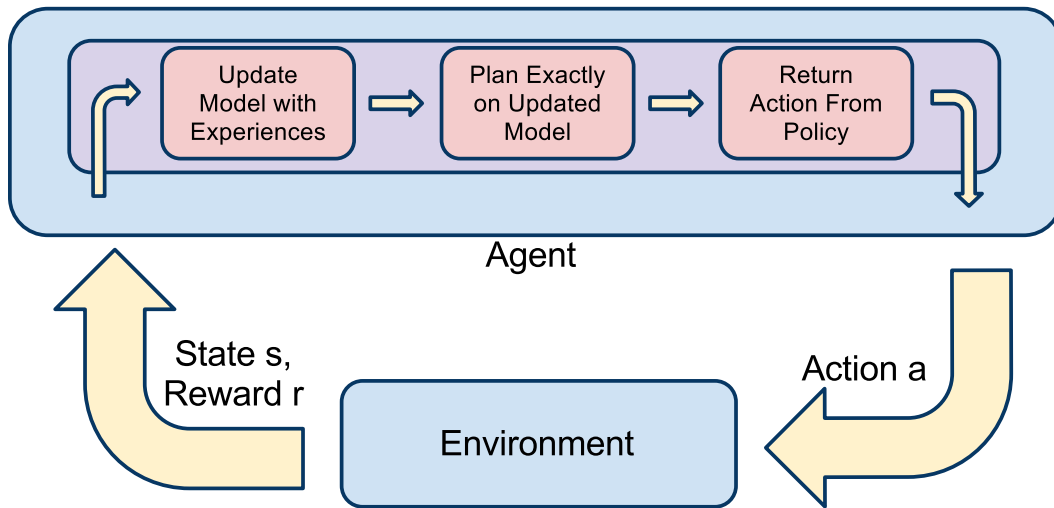 Update
Model with
Experiences
Plan Exactly
on Updated
Model
Return
Action From
Policy
Agent
State s,
Reward r
Action a
Environment